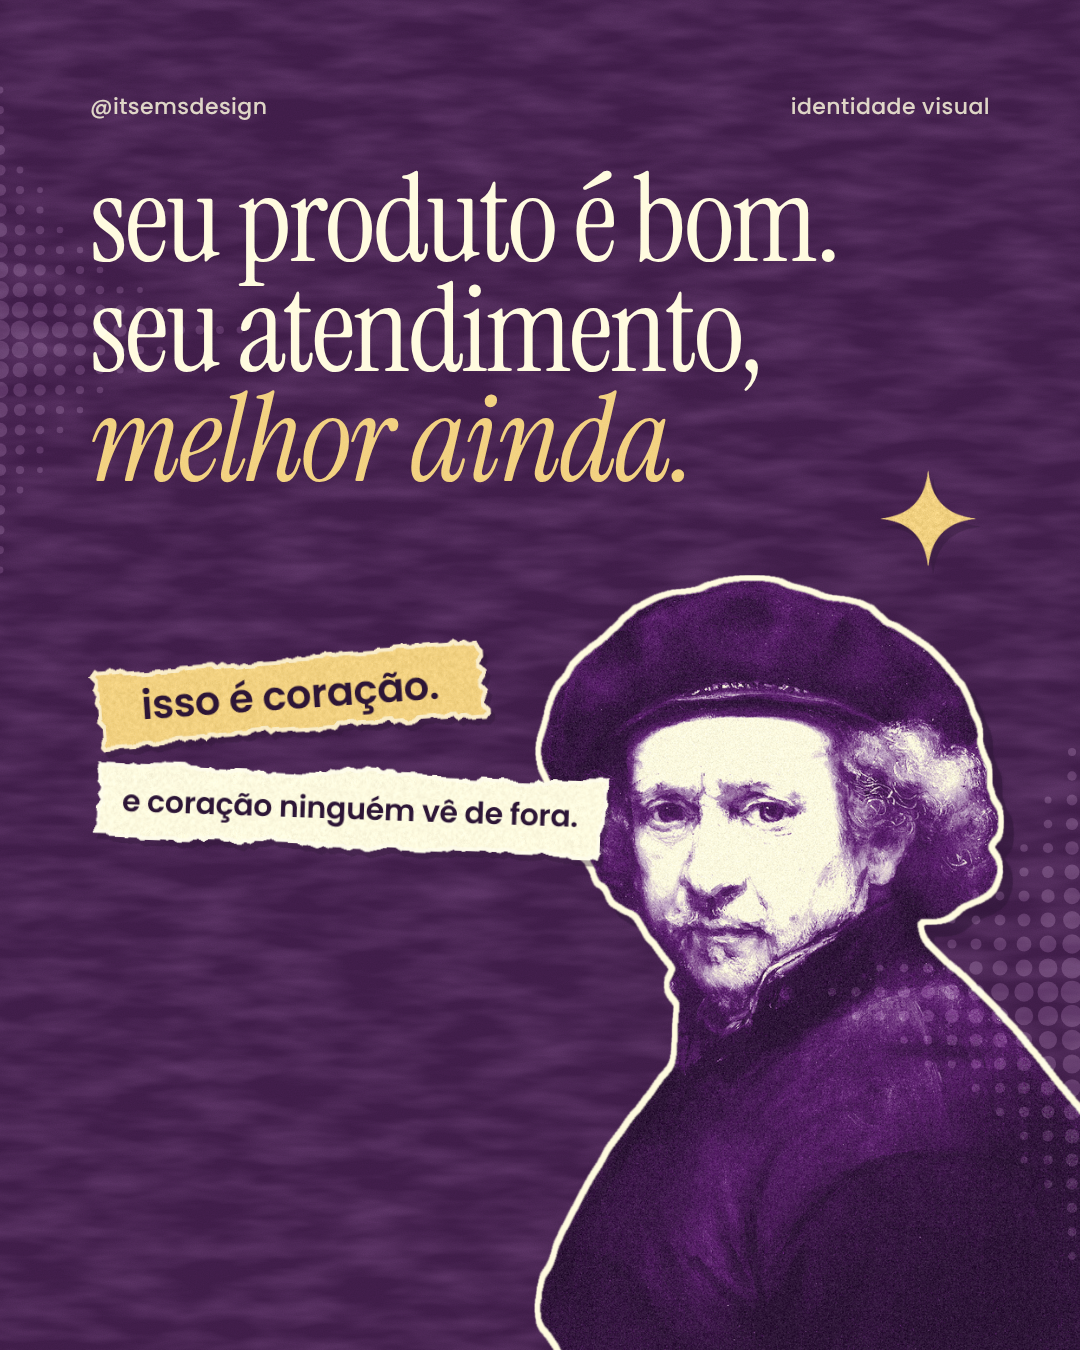 @itsemsdesign
identidade visual
seu produto é bom.
seu atendimento,
melhor ainda.
isso é coração.
e coração ninguém vê de fora.